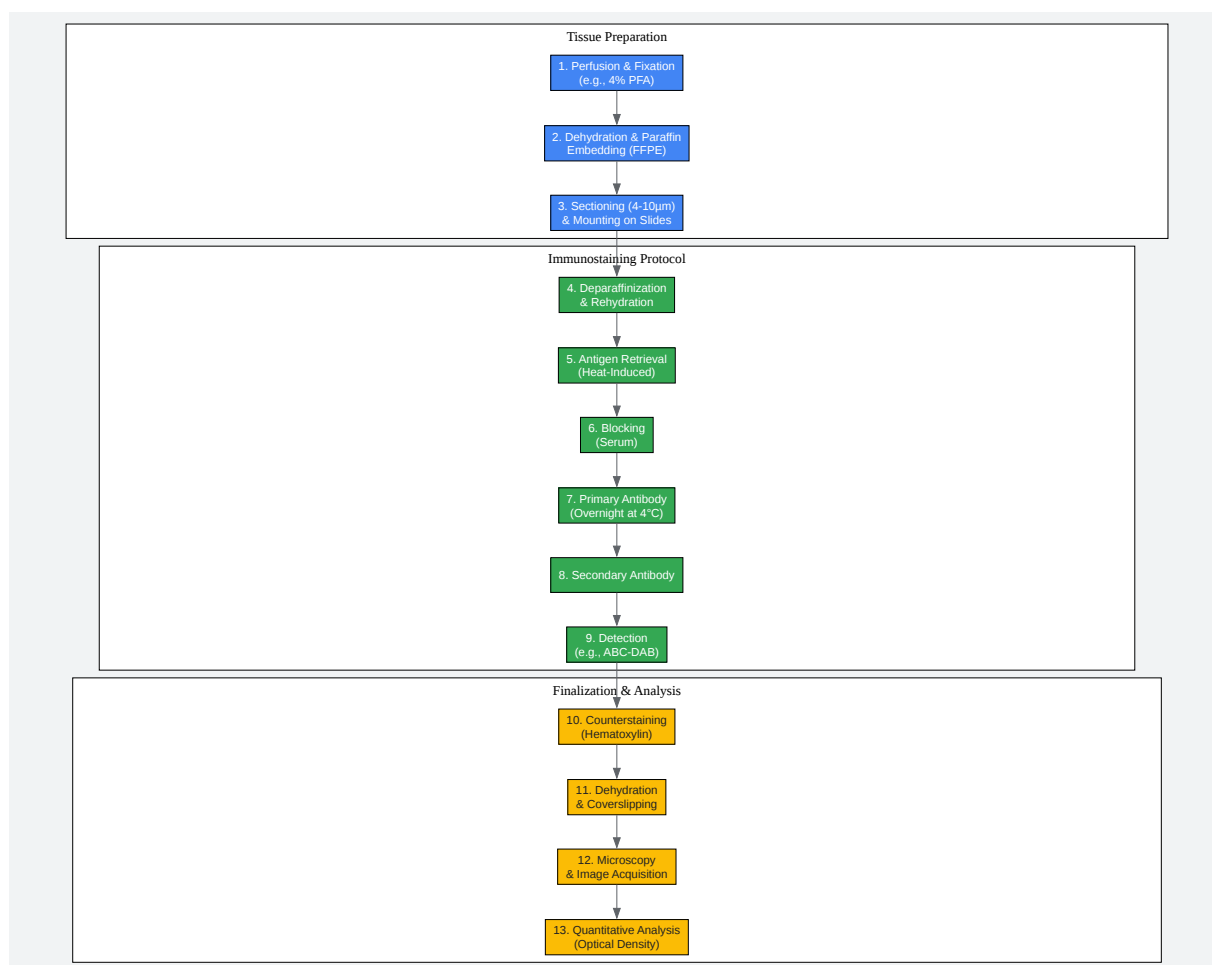 Tissue Preparation
1. Perfusion & Fixation
(e.g., 4% PFA)
2. Dehydration & Paraffin
Embedding (FFPE)
3. Sectioning (4-10µm)
& Mounting on Slides
Immunostaining Protocol
4. Deparaffinization
& Rehydration
5. Antigen Retrieval
(Heat-Induced)
6. Blocking
(Serum)
7. Primary Antibody
(Overnight at 4°C)
8. Secondary Antibody
9. Detection
(e.g., ABC-DAB)
Finalization & Analysis
10. Counterstaining
(Hematoxylin)
11. Dehydration
& Coverslipping
12. Microscopy
& Image Acquisition
13. Quantitative Analysis
(Optical Density)